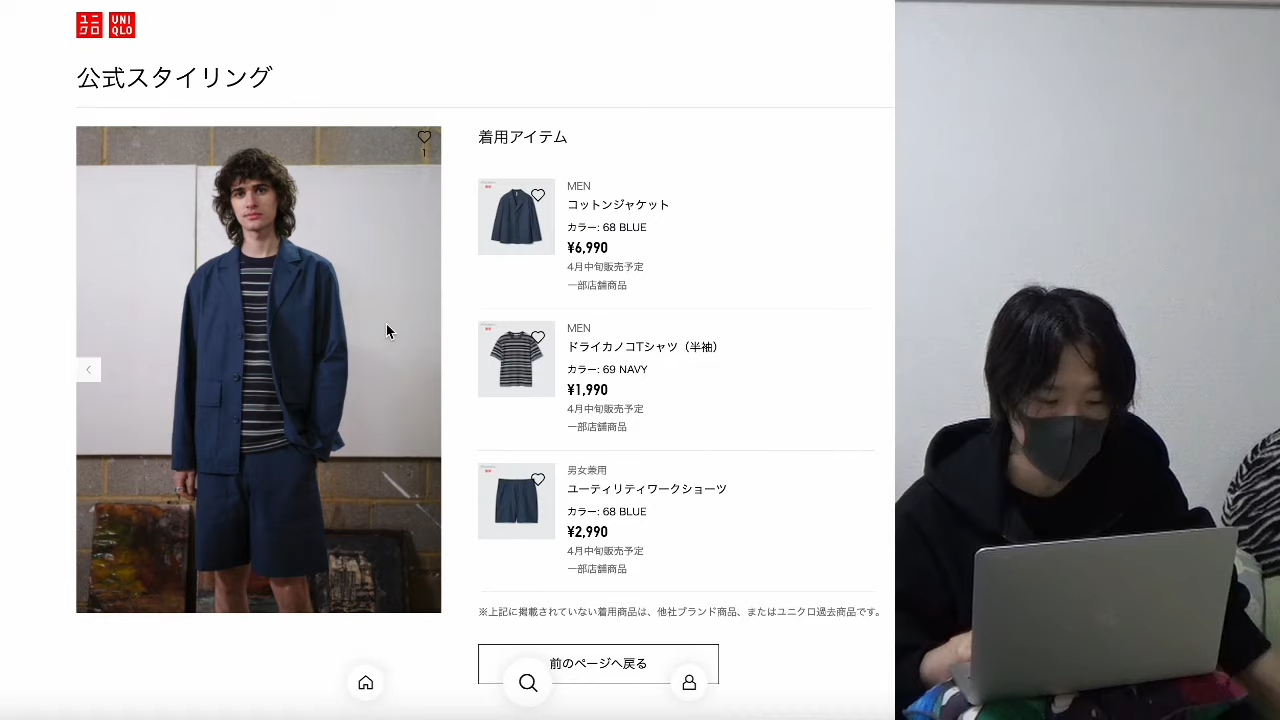 ユニ
クロ
UNI
QLO
公式スタイリング
1
着用アイテム
MEN
コットンジャケット
カラー: 68 BLUE
¥6,990
4月中旬販売予定
一部店舗商品
MEN
ドライカノコTシャツ（半袖）
カラー: 69 NAVY
¥1,990
4月中旬販売予定
一部店舗商品
男女兼用
ユーティリティワークショーツ
カラー: 68 BLUE
¥2,990
4月中旬販売予定
一部店舗商品
※上記に掲載されていない着用商品は、他社ブランド商品、またはユニクロ過去商品です。
前のページへ戻る